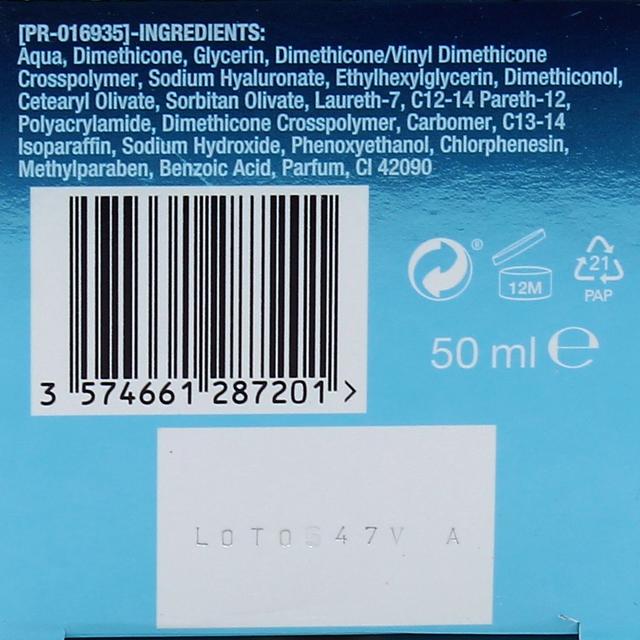 [PR-016935]-INGREDIENTS:
Aqua, Dimethicone, Glycerin, Dimethicone/Vinyl Dimethicone
Crosspolymer, Sodium Hyaluronate, Ethylhexylglycerin, Dimethiconol,
Cetearyl Olivate, Sorbitan Olivate, Laureth-7, C12-14 Pareth-12,
Polyacrylamide, Dimethicone Crosspolymer, Carbomer, C13-14
Isoparaffin, Sodium Hydroxide, Phenoxyethanol, Chlorphenesin,
Methylparaben, Benzoic Acid, Parfum, CI 42090
®
12M
21
PAP
50 ml e
3 574661 287201 >
A